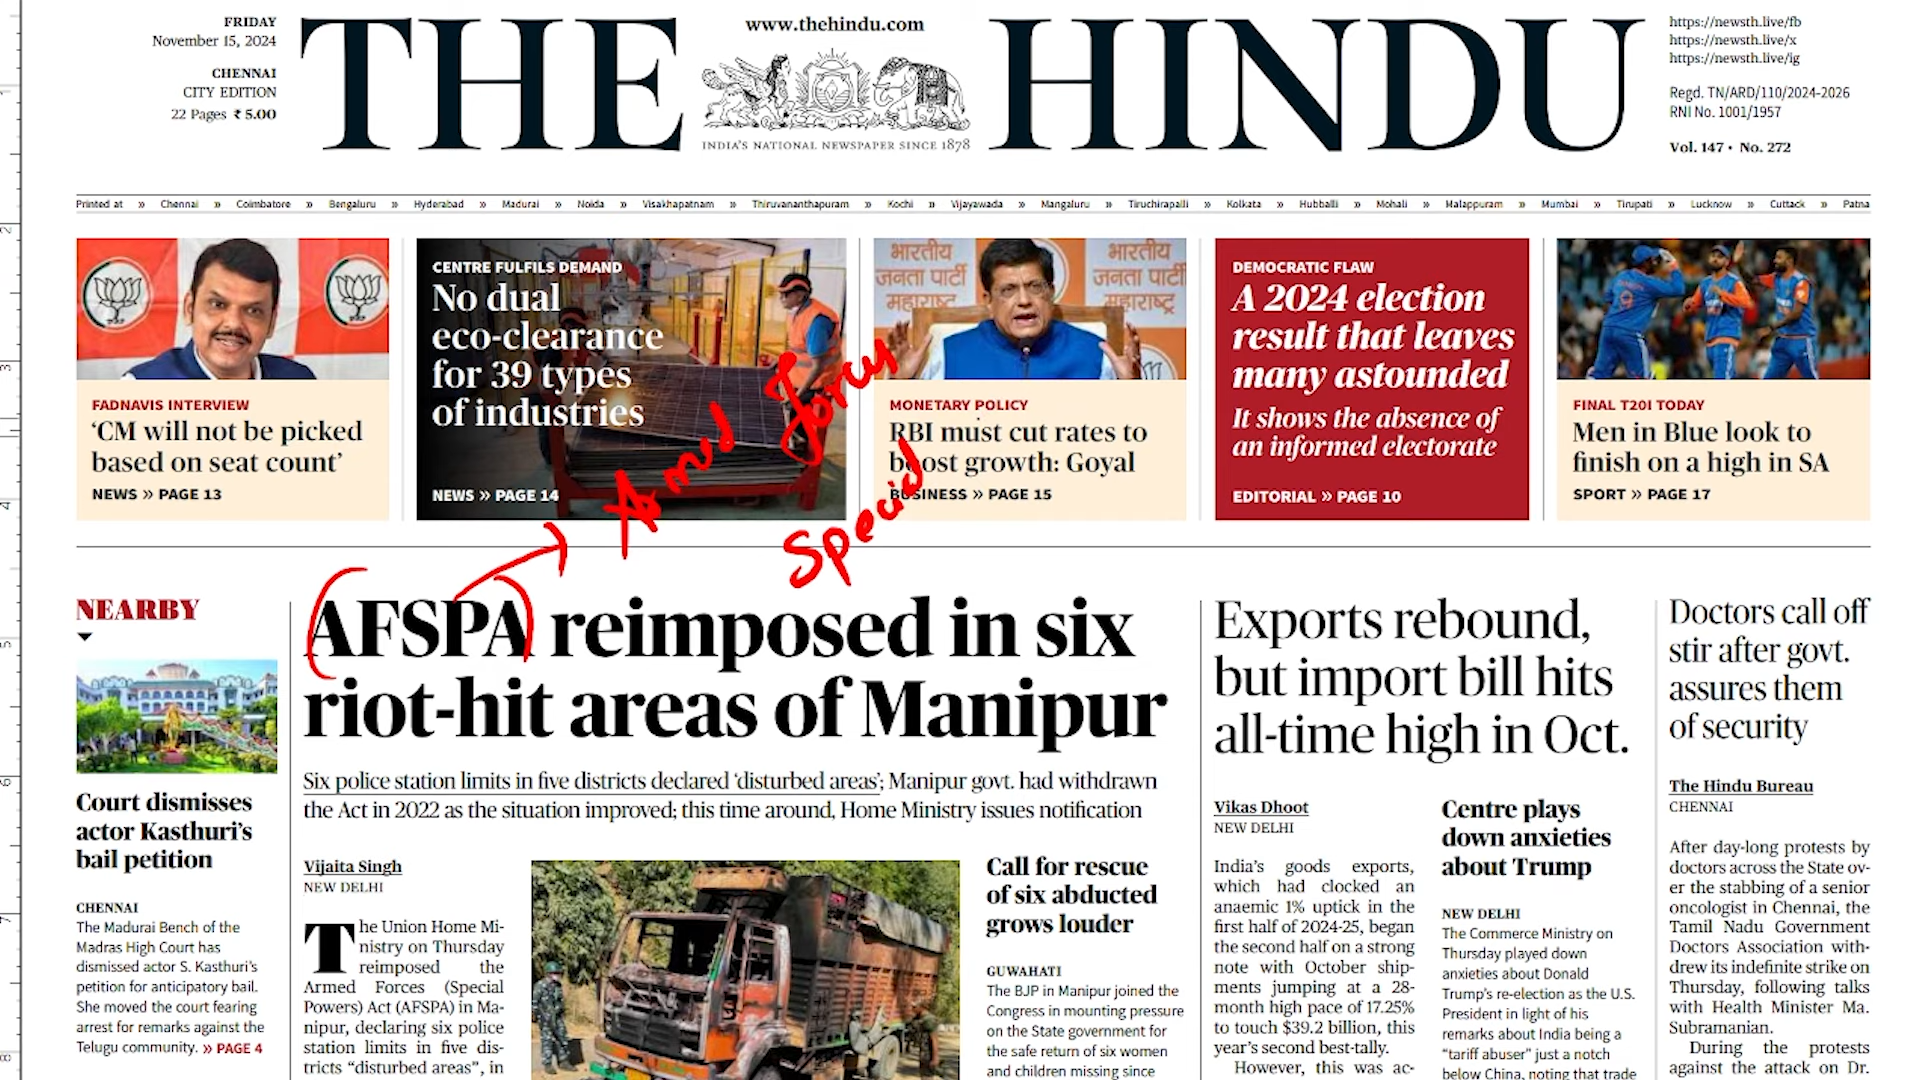 FRIDAY
November 15, 2024
CHENNAI
CITY EDITION
22 Pages ₹ 5.00
THE HINDU
www.thehindu.com
INDIA'S NATIONAL NEWSPAPER SINCE 1878
https://newsth.live/fb
https://newsth.live/x
https://newsth.live/ig
Regd. TN/ARD/110/2024-2026
RNI No. 1001/1957
Vol. 147 • No. 272
Printed at » Chennai » Coimbatore » Bengaluru » Hyderabad » Madurai » Noida » Visakhapatnam » Thiruvananthapuram » Kochi » Vijayawada » Mangaluru » Tiruchirapalli » Kolkata » Hubballi » Mohali » Malappuram » Mumbai » Tirupati » Lucknow » Cuttack » Patna
FADNAVIS INTERVIEW
‘CM will not be picked
based on seat count’
NEWS » PAGE 13
CENTRE FULFILS DEMAND
No dual
eco-clearance
for 39 types
of industries
NEWS » PAGE 14
भारतीय
जनता पार्टी
महाराष्ट्र
भारतीय
जनता पार्टी
महाराष्ट्र
MONETARY POLICY
RBI must cut rates to
boost growth: Goyal
BUSINESS » PAGE 15
DEMOCRATIC FLAW
A 2024 election
result that leaves
many astounded
It shows the absence of
an informed electorate
EDITORIAL » PAGE 10
FINAL T20I TODAY
Men in Blue look to
finish on a high in SA
SPORT » PAGE 17
Special
NEARBY
Court dismisses
actor Kasthuri’s
bail petition
CHENNAI
The Madurai Bench of the
Madras High Court has
dismissed actor S. Kasthuri’s
petition for anticipatory bail.
She moved the court fearing
arrest for remarks against the
Telugu community. » PAGE 4
AFSPA reimposed in six
riot-hit areas of Manipur
Six police station limits in five districts declared ‘disturbed areas’; Manipur govt. had withdrawn
the Act in 2022 as the situation improved; this time around, Home Ministry issues notification
Vijaita Singh
NEW DELHI
The Union Home Mi-
nistry on Thursday
reimposed the
Armed Forces (Special
Powers) Act (AFSPA) in Ma-
nipur, declaring six police
station limits in five dis-
tricts “disturbed areas”, in
Call for rescue
of six abducted
grows louder
GUWAHATI
The BJP in Manipur joined the
Congress in mounting pressure
on the State government for
the safe return of six women
and children missing since
Exports rebound,
but import bill hits
all-time high in Oct.
Vikas Dhoot
NEW DELHI
India’s goods exports,
which had clocked an
anaemic 1% uptick in the
first half of 2024-25, began
the second half on a strong
note with October ship-
ments jumping at a 28-
month high pace of 17.25%
to touch $39.2 billion, this
year’s second best-tally.
However, this was ac-
Centre plays
down anxieties
about Trump
NEW DELHI
The Commerce Ministry on
Thursday played down
anxieties about Donald
Trump’s re-election as the U.S.
President in light of his
remarks about India being a
“tariff abuser” just a notch
below China, noting that trade
Doctors call off
stir after govt.
assures them
of security
The Hindu Bureau
CHENNAI
After day-long protests by
doctors across the State ov-
er the stabbing of a senior
oncologist in Chennai, the
Tamil Nadu Government
Doctors Association with-
drew its indefinite strike on
Thursday, following talks
with Health Minister Ma.
Subramanian.
During the protests
against the attack on Dr.